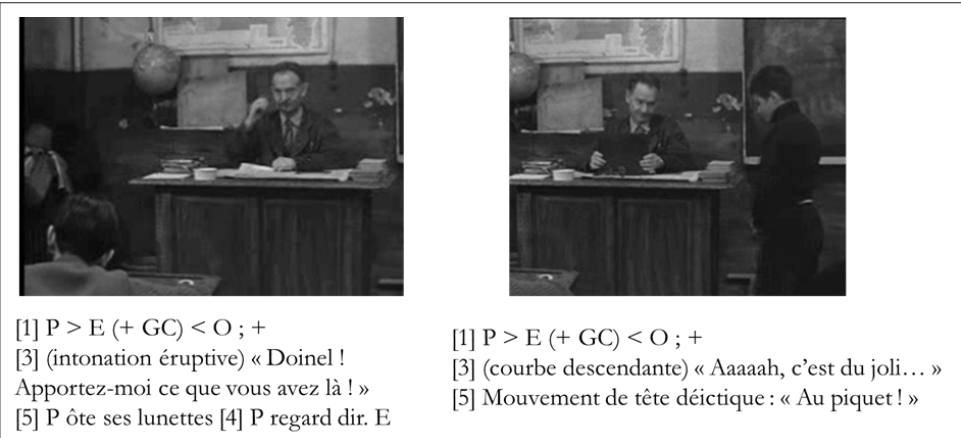 [1] P > E (+ GC) < O ; +
[3] (intonation éruptive) « Doinel !
Apportez-moi ce que vous avez là ! »
[5] P ôte ses lunettes [4] P regard dir. E
[1] P > E (+ GC) < O ; +
[3] (courbe descendante) « Aaaaah, c’est du joli… »
[5] Mouvement de tête déictique : « Au piquet ! »